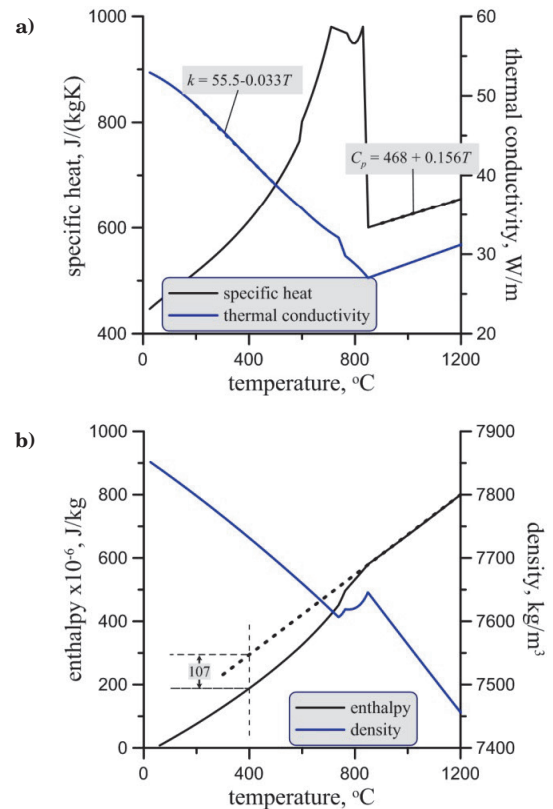 a)
1000
800
600
400
specific heat, J/(kgK)
60
50
40
30
20
thermal conductivity, W/m
k = 55.5-0.033T
C_p = 468 + 0.156T
specific heat
thermal conductivity
0 400 800 1200
temperature, °C
b)
1000
800
600
400
200
0
enthalpy x10⁻⁶, J/kg
7900
7800
7700
7600
7500
7400
density, kg/m³
107
enthalpy
density
0 400 800 1200
temperature, °C